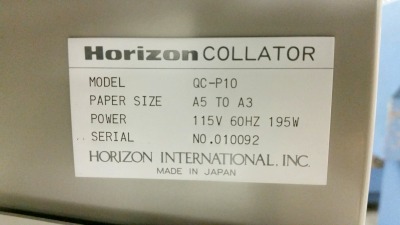 Horizon COLLATOR
MODEL QC-P10
PAPER SIZE A5 TO A3
POWER 115V 60HZ 195W
SERIAL NO.010092
HORIZON INTERNATIONAL, INC.
MADE IN JAPAN